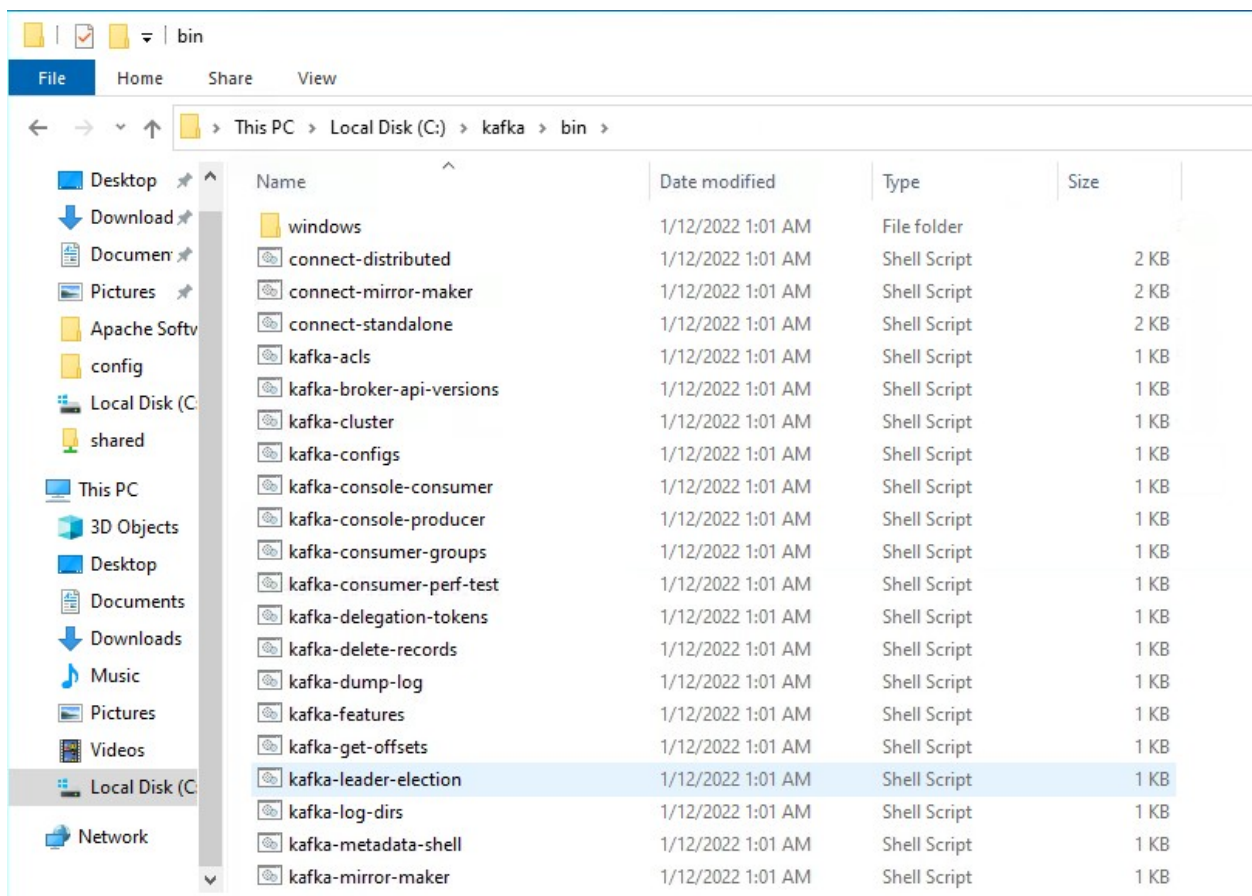 bin
File Home Share View
This PC > Local Disk (C:) > kafka > bin >
Name Date modified Type Size
Desktop
Download
Documen
Pictures
Apache Softw
config
Local Disk (C:
shared
This PC
3D Objects
Desktop
Documents
Downloads
Music
Pictures
Videos
Local Disk (C:
Network
windows 1/12/2022 1:01 AM File folder
connect-distributed 1/12/2022 1:01 AM Shell Script 2 KB
connect-mirror-maker 1/12/2022 1:01 AM Shell Script 2 KB
connect-standalone 1/12/2022 1:01 AM Shell Script 2 KB
kafka-acls 1/12/2022 1:01 AM Shell Script 1 KB
kafka-broker-api-versions 1/12/2022 1:01 AM Shell Script 1 KB
kafka-cluster 1/12/2022 1:01 AM Shell Script 1 KB
kafka-configs 1/12/2022 1:01 AM Shell Script 1 KB
kafka-console-consumer 1/12/2022 1:01 AM Shell Script 1 KB
kafka-console-producer 1/12/2022 1:01 AM Shell Script 1 KB
kafka-consumer-groups 1/12/2022 1:01 AM Shell Script 1 KB
kafka-consumer-perf-test 1/12/2022 1:01 AM Shell Script 1 KB
kafka-delegation-tokens 1/12/2022 1:01 AM Shell Script 1 KB
kafka-delete-records 1/12/2022 1:01 AM Shell Script 1 KB
kafka-dump-log 1/12/2022 1:01 AM Shell Script 1 KB
kafka-features 1/12/2022 1:01 AM Shell Script 1 KB
kafka-get-offsets 1/12/2022 1:01 AM Shell Script 1 KB
kafka-leader-election 1/12/2022 1:01 AM Shell Script 1 KB
kafka-log-dirs 1/12/2022 1:01 AM Shell Script 1 KB
kafka-metadata-shell 1/12/2022 1:01 AM Shell Script 1 KB
kafka-mirror-maker 1/12/2022 1:01 AM Shell Script 1 KB